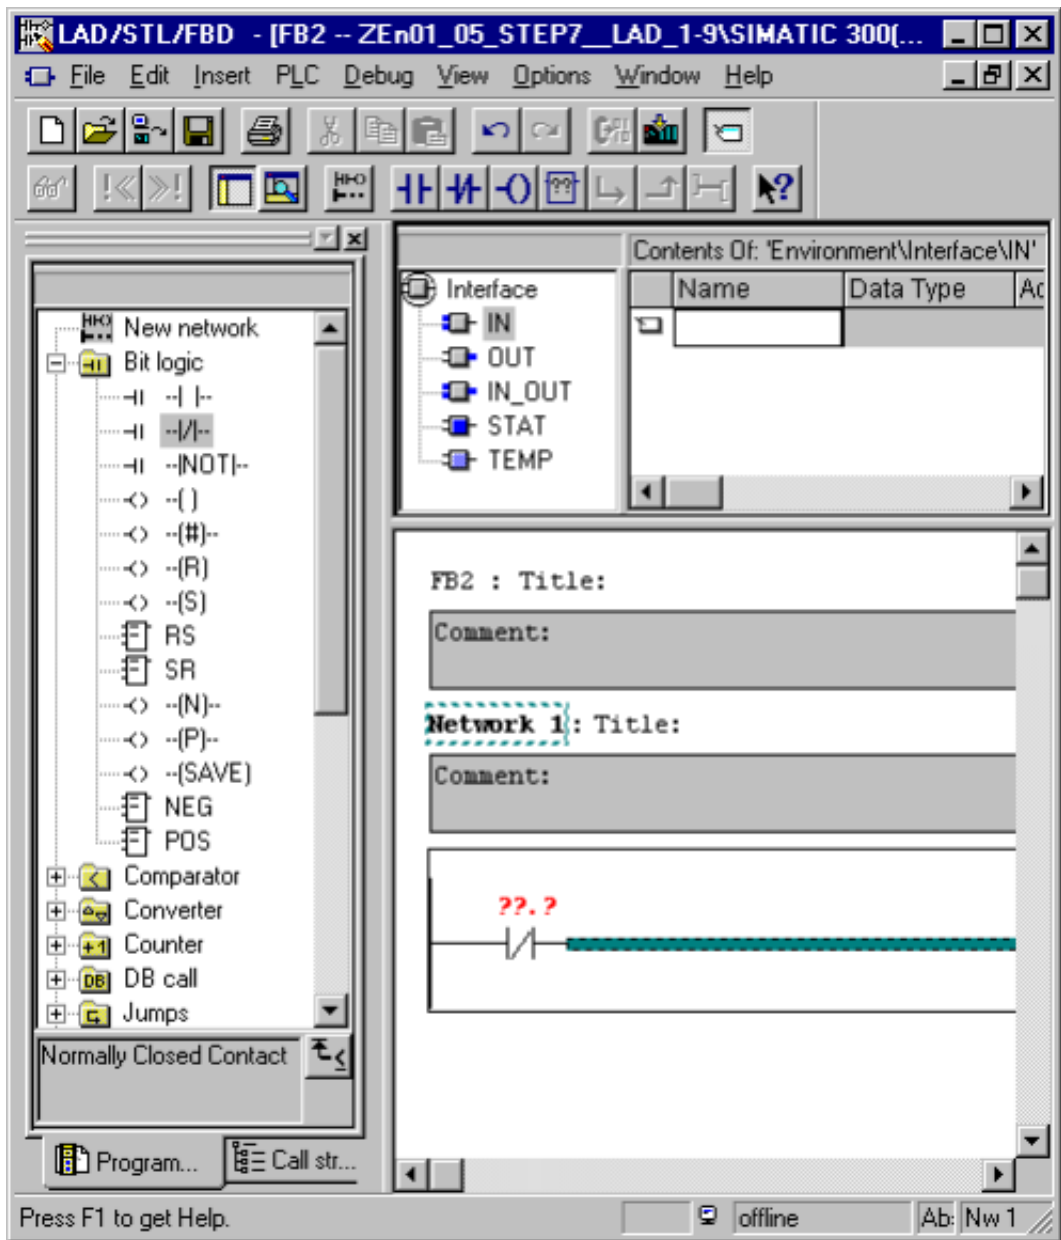 LAD/STL/FBD - [FB2 -- ZEn01_05_STEP7__LAD_1-9\SIMATIC 300(...
File Edit Insert PLC Debug View Options Window Help
Contents Of: 'Environment\Interface\IN'
Name Data Type Ad
Interface
IN
OUT
IN_OUT
STAT
TEMP
New network
Bit logic
--| |--
--|/|--
--|NOT|--
--( )
--(#)--
--(R)
--(S)
RS
SR
--(N)--
--(P)--
--(SAVE)
NEG
POS
Comparator
Converter
Counter
DB call
Jumps
Normally Closed Contact
Program...
Call str...
FB2 : Title:
Comment:
Network 1 : Title:
Comment:
??.?
Press F1 to get Help.
offline
Ab:
Nw 1